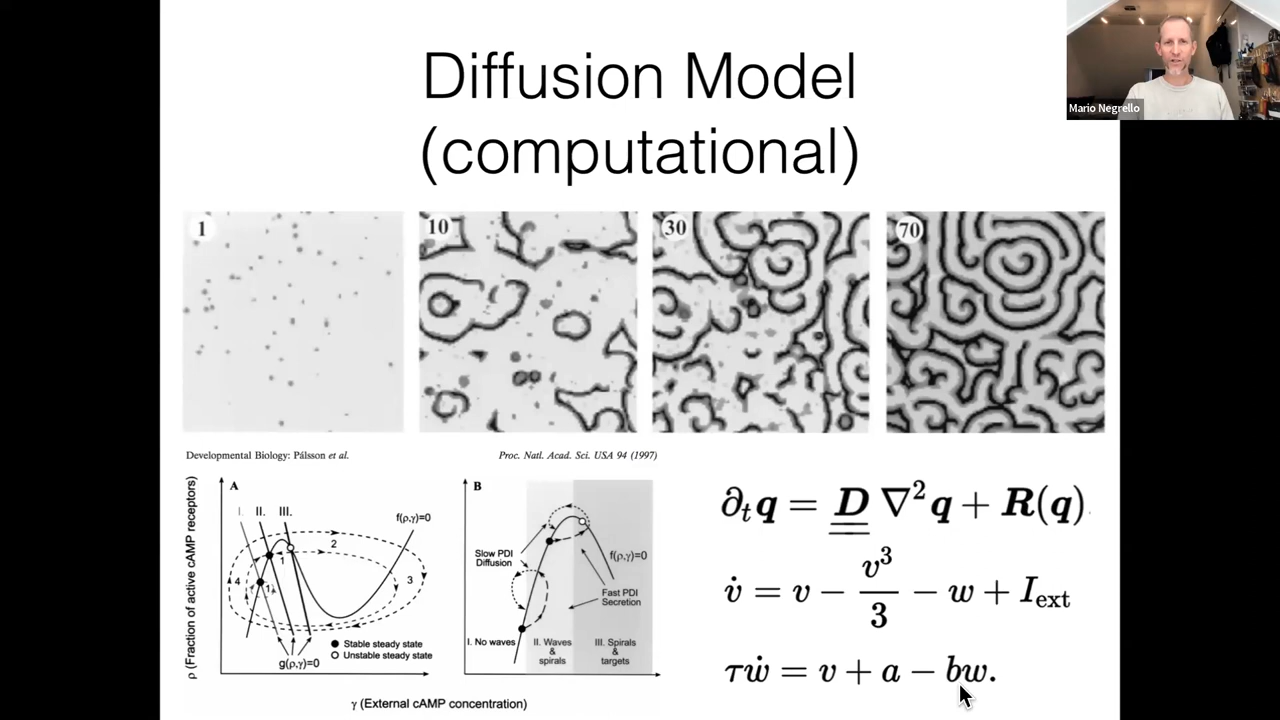 Mario Negrello
Diffusion Model
(computational)
1
10
30
70
Developmental Biology: Pálsson et al.
Proc. Natl. Acad. Sci. USA 94 (1997)
A
I.
II.
III.
f(ρ,γ)=0
2
1
4
1
3
Stable steady state
Unstable steady state
g(ρ,γ)=0
ρ (Fraction of active cAMP receptors)
B
Slow PDI
Diffusion
f(ρ,γ)=0
Fast PDI
Secretion
I. No waves
II. Waves
&
spirals
III. Spirals
&
targets
γ (External cAMP concentration)
∂ₜq = D ∇²q + R(q)
v̇ = v − v³/3 − w + Iₑₓₜ
τẇ = v + a − bw.